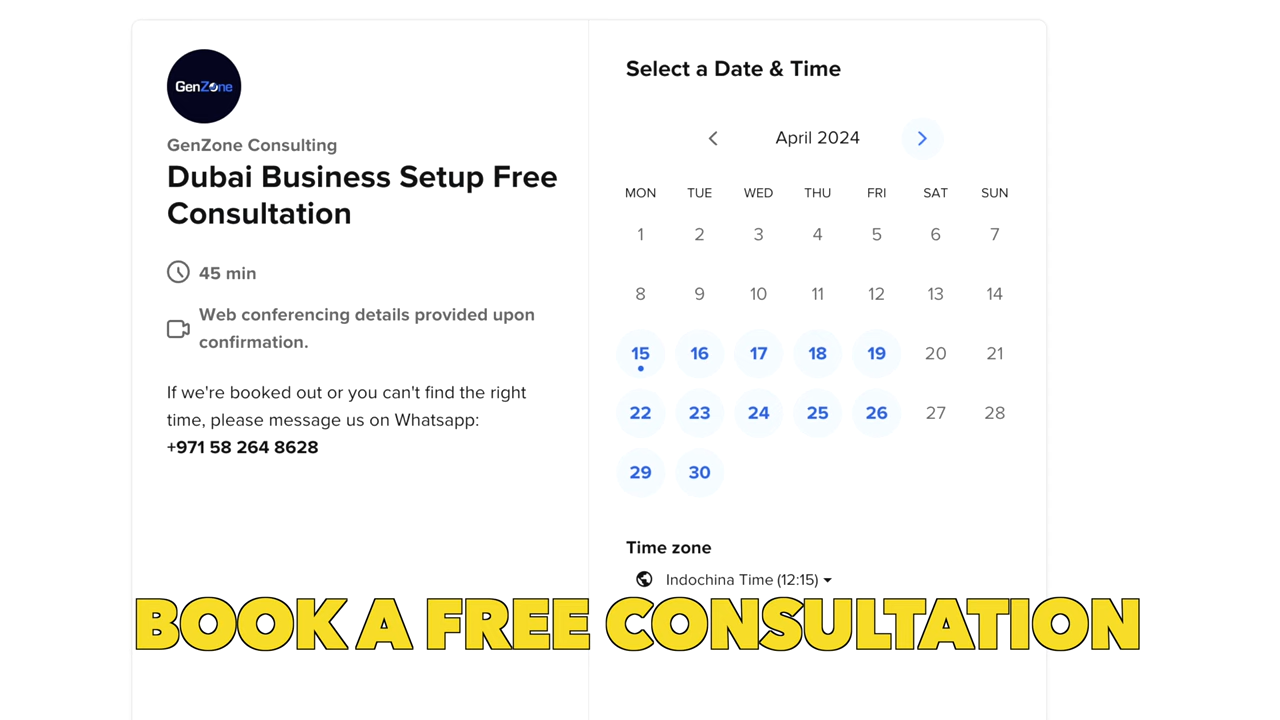 GenZone
GenZone Consulting
Dubai Business Setup Free
Consultation
45 min
Web conferencing details provided upon
confirmation.
If we're booked out or you can't find the right
time, please message us on Whatsapp:
+971 58 264 8628
Select a Date & Time
April 2024
MON TUE WED THU FRI SAT SUN
1 2 3 4 5 6 7
8 9 10 11 12 13 14
15 16 17 18 19 20 21
22 23 24 25 26 27 28
29 30
Time zone
Indochina Time (12:15)
BOOK A FREE CONSULTATION